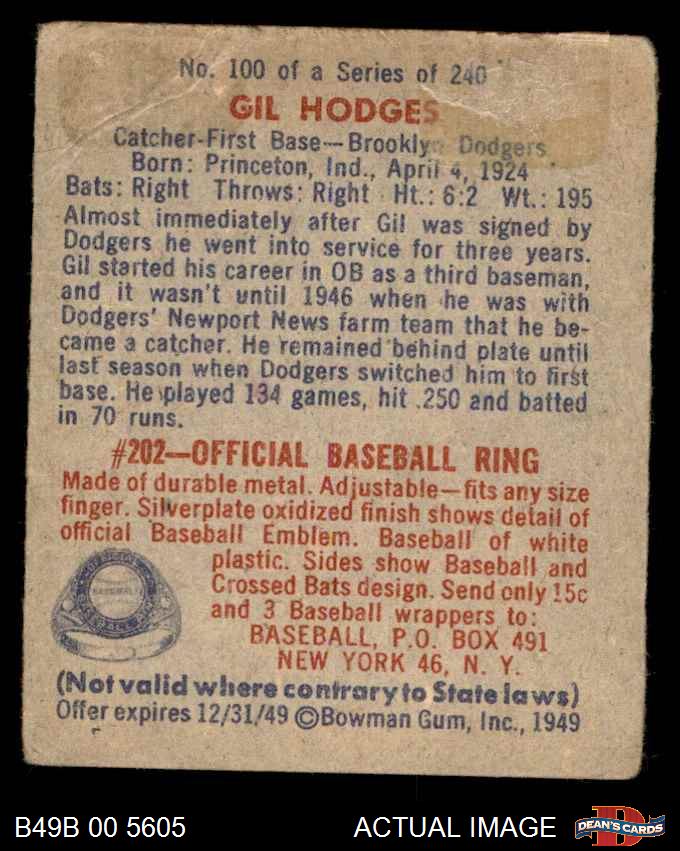 No. 100 of a Series of 240
GIL HODGES
Catcher-First Base—Brooklyn Dodgers
Born: Princeton, Ind., April 4, 1924
Bats: Right Throws: Right Ht.: 6:2 Wt.: 195
Almost immediately after Gil was signed by
Dodgers he went into service for three years.
Gil started his career in OB as a third baseman,
and it wasn't until 1946 when he was with
Dodgers' Newport News farm team that he be-
came a catcher. He remained behind plate until
last season when Dodgers switched him to first
base. He played 134 games, hit .250 and batted
in 70 runs.
#202—OFFICIAL BASEBALL RING
Made of durable metal. Adjustable—fits any size
finger. Silverplate oxidized finish shows detail of
official Baseball Emblem. Baseball of white
plastic. Sides show Baseball and
Crossed Bats design. Send only 15c
and 3 Baseball wrappers to:
BASEBALL, P.O. BOX 491
NEW YORK 46, N. Y.
(Not valid where contrary to State laws)
Offer expires 12/31/49 ©Bowman Gum, Inc., 1949
B49B 00 5605
ACTUAL IMAGE
DEAN'S CARDS